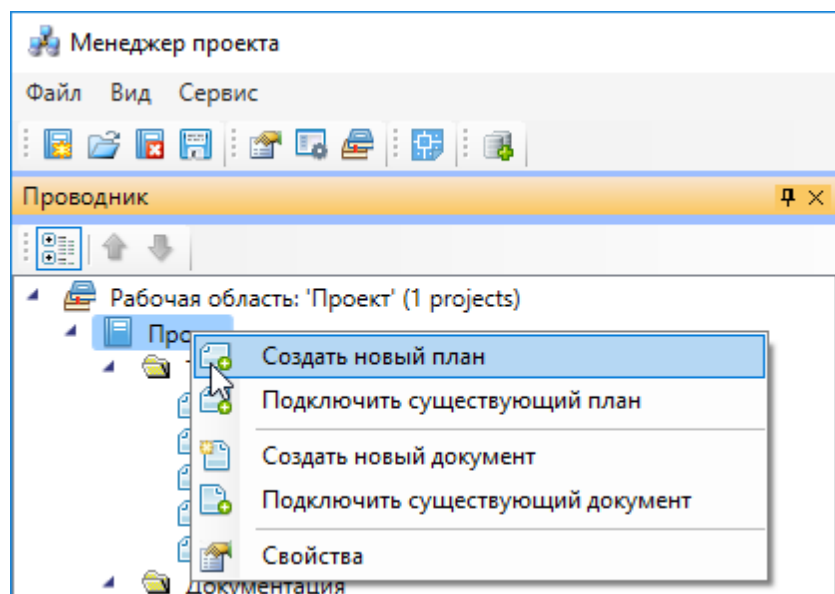 Менеджер проекта
Файл Вид Сервис
Проводник
Рабочая область: 'Проект' (1 projects)
Создать новый план
Подключить существующий план
Создать новый документ
Подключить существующий документ
Свойства
Документация